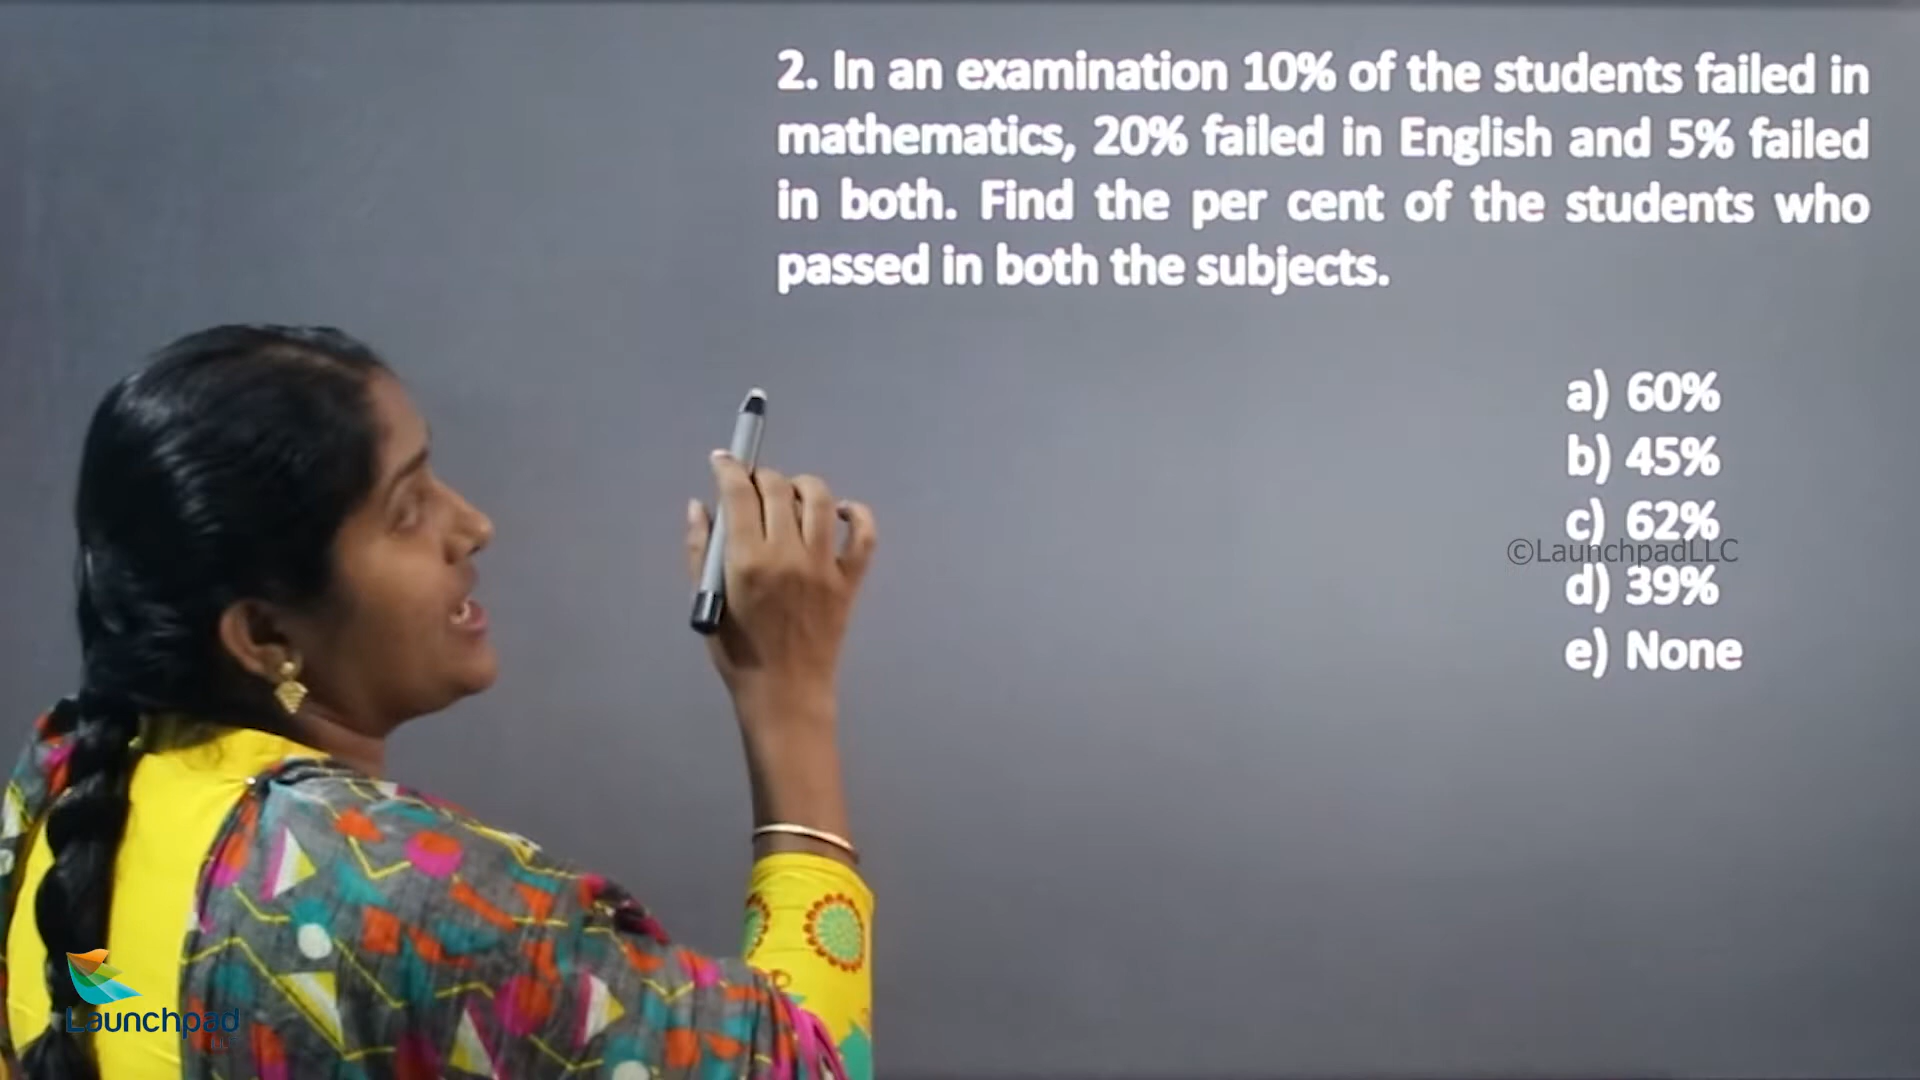 2. In an examination 10% of the students failed in
mathematics, 20% failed in English and 5% failed
in both. Find the per cent of the students who
passed in both the subjects.
a) 60%
b) 45%
c) 62%
©LaunchpadLLC
d) 39%
e) None
Launchpad
LLC